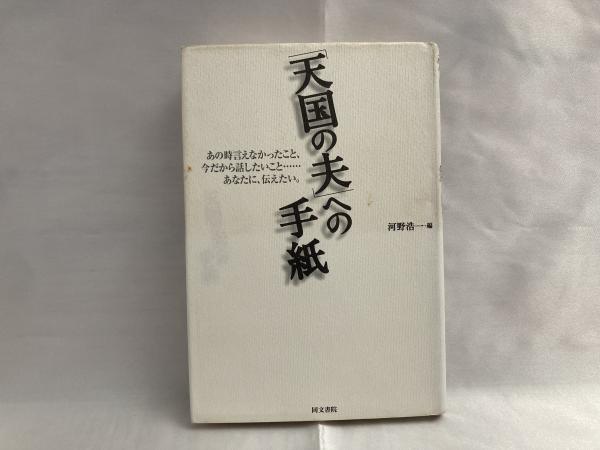 「天国の夫」への
手紙
あの時言えなかったこと、
今だから話したいこと……
あなたに、伝えたい。
河野浩一・編
同文書院